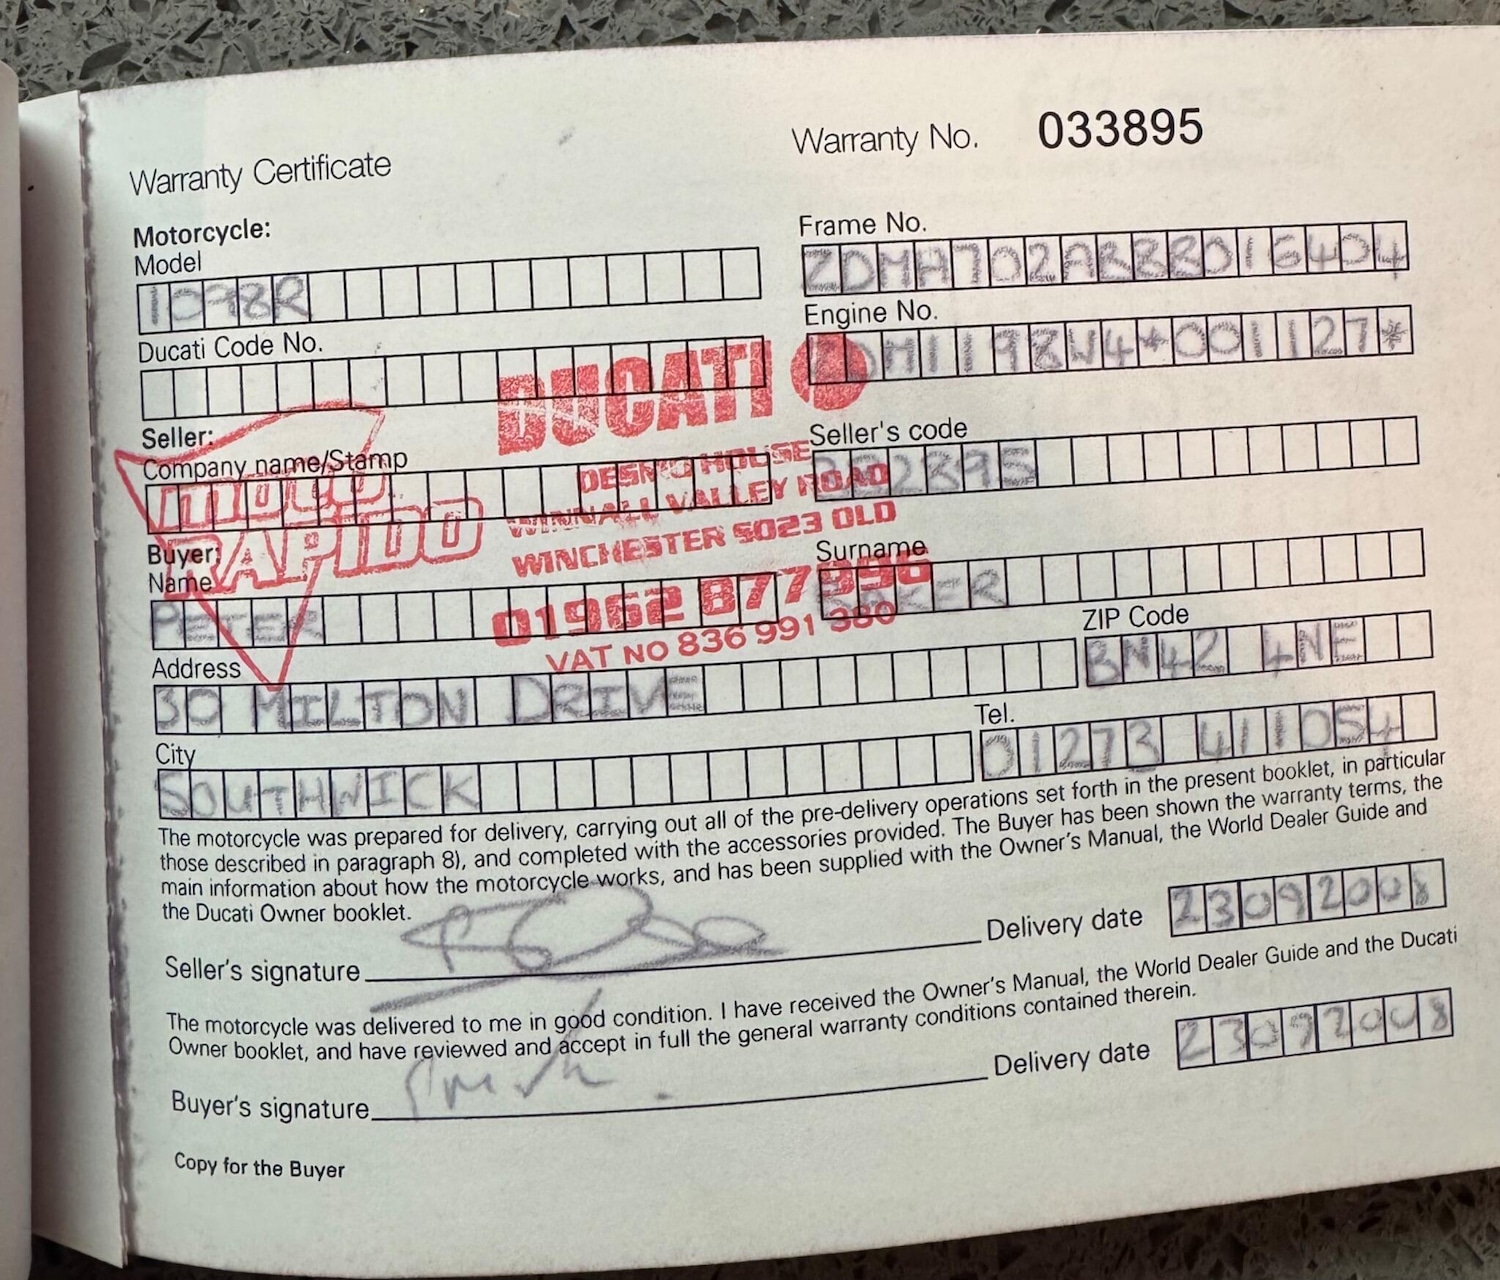 Warranty Certificate
Warranty No. 033895
Motorcycle:
Model
1098R
Frame No.
ZDMH702AB8B016404
Ducati Code No.
Engine No.
ZDM1198W4*001127*
DUCATI
Seller:
Company name/Stamp
MOTO
RAPIDO
DESMO HOUSE
WINNALL VALLEY ROAD
WINCHESTER SO23 OLD
01962 877996
VAT NO 836 991 380
Seller's code
Buyer:
Name
PETER
Surname
BAKER
Address
30 MILTON DRIVE
ZIP Code
BN42 4NE
City
SOUTHWICK
Tel.
01273 411054
The motorcycle was prepared for delivery, carrying out all of the pre-delivery operations set forth in the present booklet, in particular
those described in paragraph 8), and completed with the accessories provided. The Buyer has been shown the warranty terms, the
main information about how the motorcycle works, and has been supplied with the Owner's Manual, the World Dealer Guide and
the Ducati Owner booklet.
Seller's signature
Delivery date 23092008
The motorcycle was delivered to me in good condition. I have received the Owner's Manual, the World Dealer Guide and the Ducati
Owner booklet, and have reviewed and accept in full the general warranty conditions contained therein.
Buyer's signature
Delivery date 23092008
Copy for the Buyer